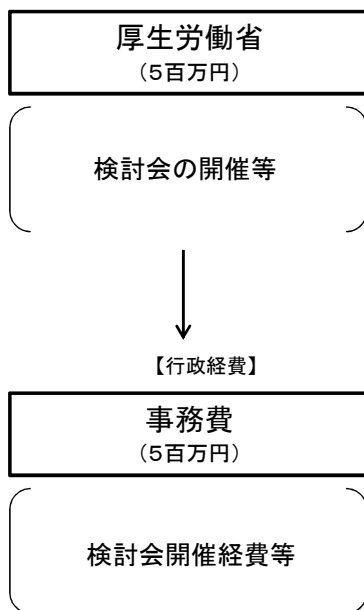 厚生労働省
（５百万円）
検討会の開催等
【行政経費】
事務費
（５百万円）
検討会開催経費等